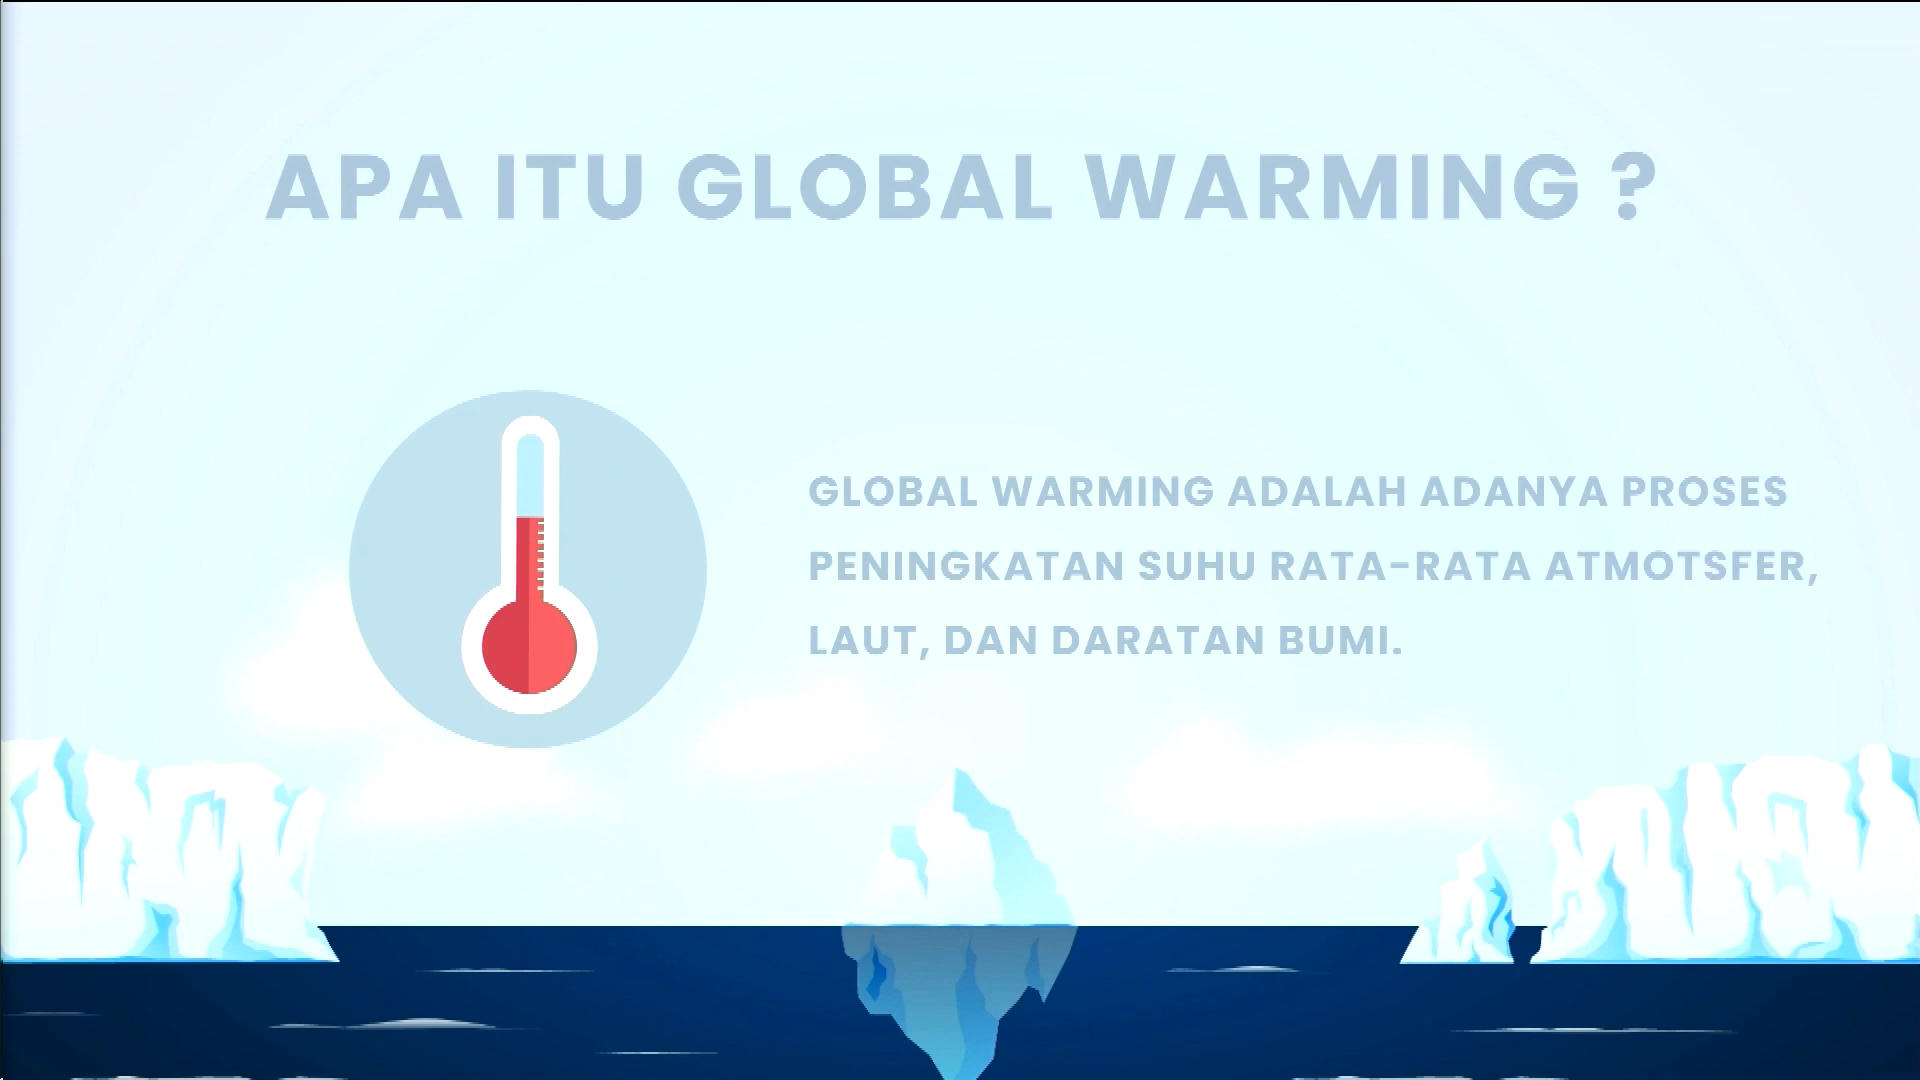 APA ITU GLOBAL WARMING ?
GLOBAL WARMING ADALAH ADANYA PROSES
PENINGKATAN SUHU RATA-RATA ATMOTSFER,
LAUT, DAN DARATAN BUMI.